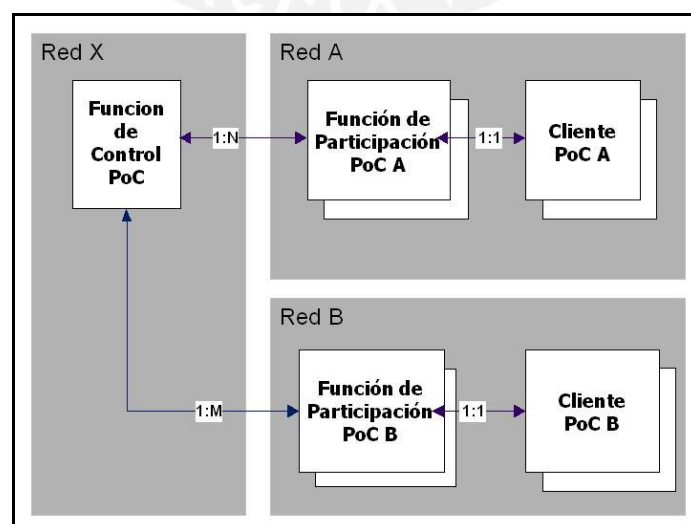 Red X
Funcion
de
Control
PoC
1:N
Red A
Función de
Participación
PoC A
1:1
Cliente
PoC A
Red B
1:M
Función de
Participación
PoC B
1:1
Cliente
PoC B